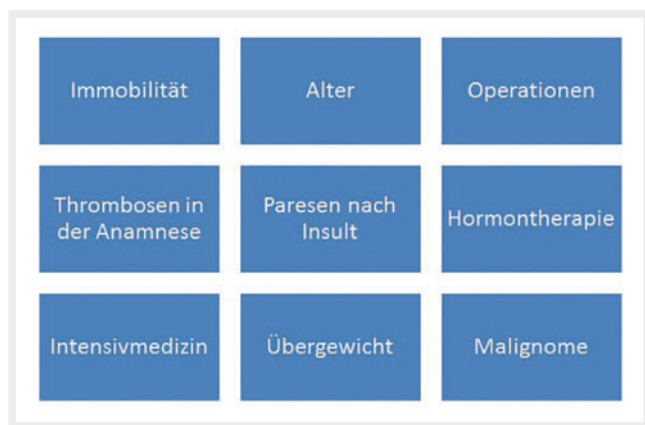 Immobilität
Alter
Operationen
Thrombosen in
der Anamnese
Paresen nach
Insult
Hormontherapie
Intensivmedizin
Übergewicht
Malignome